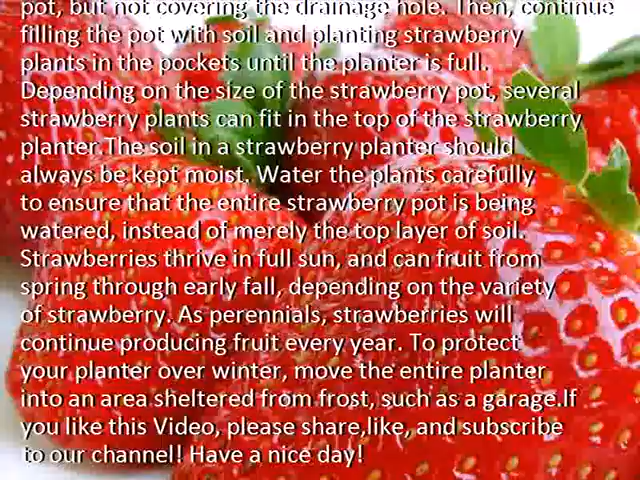 pot, but not covering the drainage hole. Then, continue
filling the pot with soil and planting strawberry
plants in the pockets until the planter is full.
Depending on the size of the strawberry pot, several
strawberry plants can fit in the top of the strawberry
planter.The soil in a strawberry planter should
always be kept moist. Water the plants carefully
to ensure that the entire strawberry pot is being
watered, instead of merely the top layer of soil.
Strawberries thrive in full sun, and can fruit from
spring through early fall, depending on the variety
of strawberry. As perennials, strawberries will
continue producing fruit every year. To protect
your planter over winter, move the entire planter
into an area sheltered from frost, such as a garage.If
you like this Video, please share,like, and subscribe
to our channel! Have a nice day!